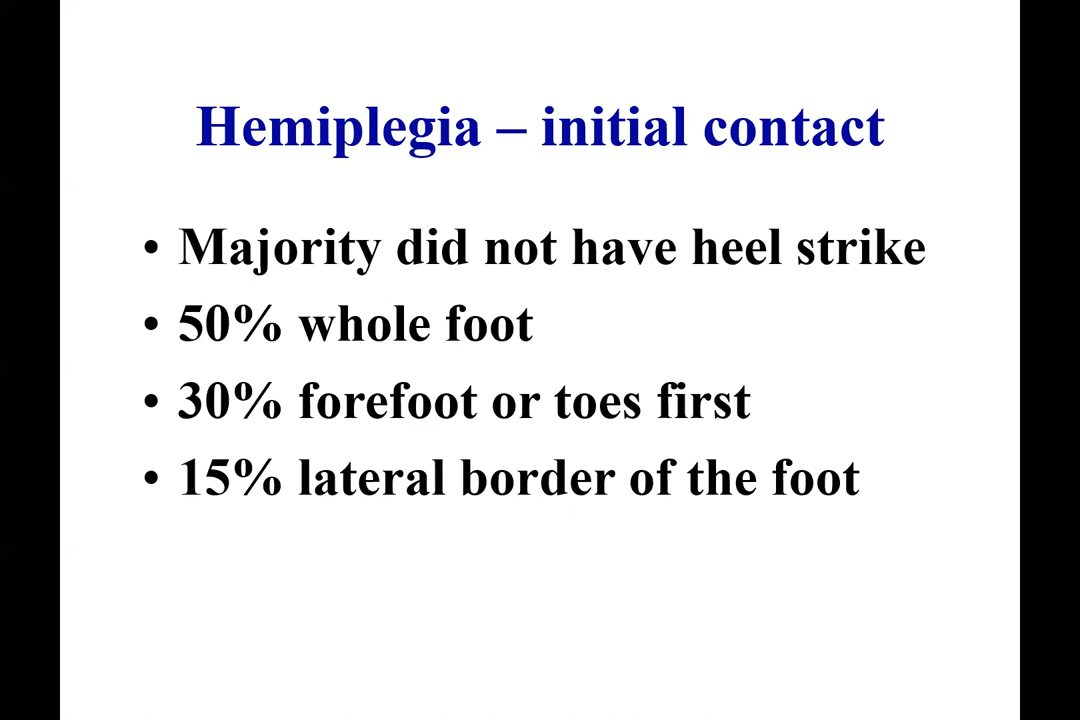 Hemiplegia – initial contact
• Majority did not have heel strike
• 50% whole foot
• 30% forefoot or toes first
• 15% lateral border of the foot